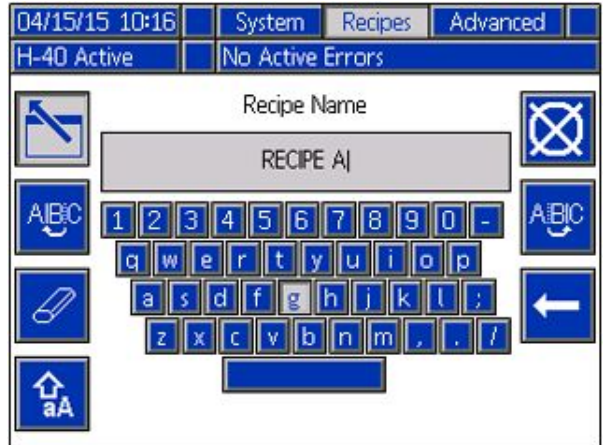 04/15/15 10:16 System Recipes Advanced
H-40 Active No Active Errors
Recipe Name
RECIPE A
ABC
ABC
1 2 3 4 5 6 7 8 9 0 -
q w e r t y u i o p
a s d f g h j k l ;
z x c v b n m , . /
aA